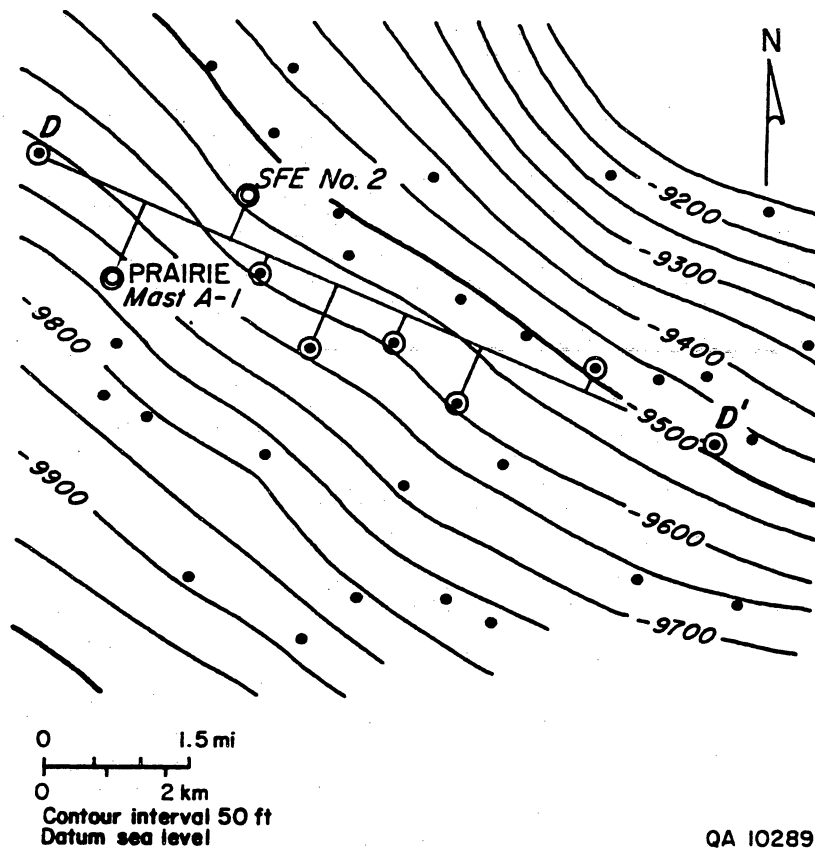 N
D
SFE No. 2
-9200
-9300
PRAIRIE
Mast A-1
-9800
-9400
D'
-9500
-9900
-9600
-9700
0 1.5 mi
0 2 km
Contour interval 50 ft
Datum sea level
QA 10289